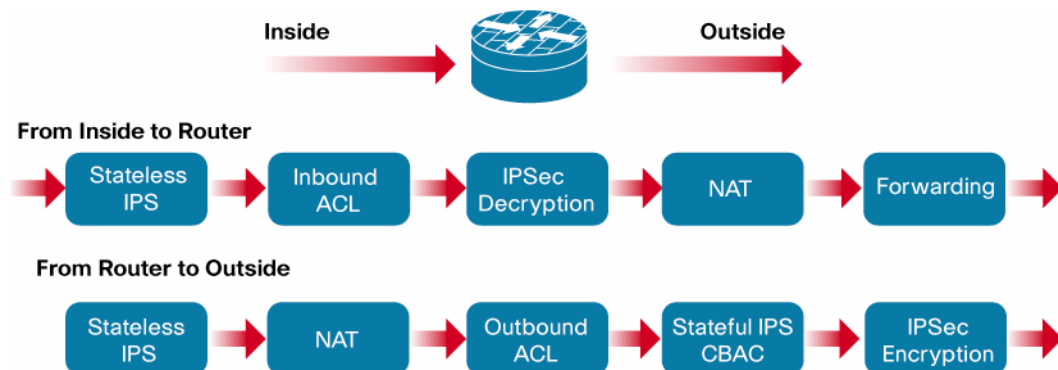 Inside
Outside
From Inside to Router
Stateless
IPS
Inbound
ACL
IPSec
Decryption
NAT
Forwarding
From Router to Outside
Stateless
IPS
NAT
Outbound
ACL
Stateful IPS
CBAC
IPSec
Encryption